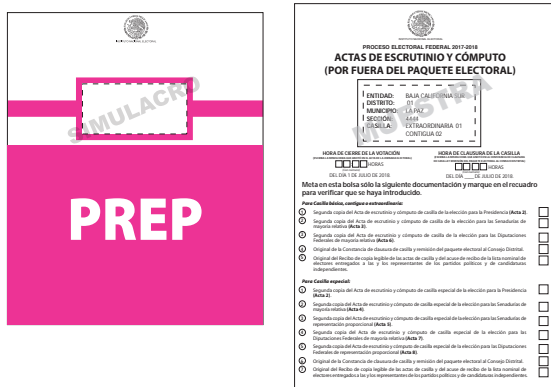 INSTITUTO NACIONAL ELECTORAL
SIMULACRO
PREP
INSTITUTO NACIONAL ELECTORAL
PROCESO ELECTORAL FEDERAL 2017-2018
ACTAS DE ESCRUTINIO Y CÓMPUTO
(POR FUERA DEL PAQUETE ELECTORAL)
ENTIDAD: BAJA CALIFORNIA SUR
DISTRITO: 01
MUNICIPIO: LA PAZ
SECCIÓN: 4444
CASILLA: EXTRAORDINARIA 01
CONTIGUA 02
MUESTRA
HORA DE CIERRE DE LA VOTACIÓN
HORAS
DEL DÍA 1 DE JULIO DE 2018.
HORA DE CLAUSURA DE LA CASILLA
HORAS
DEL DÍA ____ DE JULIO DE 2018.
Meta en esta bolsa sólo la siguiente documentación y marque en el recuadro
para verificar que se haya introducido.
Para Casilla básica, contigua o extraordinaria:
1 Segunda copia del Acta de escrutinio y cómputo de casilla de la elección para la Presidencia (Acta 2).
2 Segunda copia del Acta de escrutinio y cómputo de casilla de la elección para las Senadurías de
mayoría relativa (Acta 3).
3 Segunda copia del Acta de escrutinio y cómputo de casilla de la elección para las Diputaciones
Federales de mayoría relativa (Acta 6).
4 Original de la Constancia de clausura de casilla y remisión del paquete electoral al Consejo Distrital.
5 Original del Recibo de copia legible de las actas de casilla y del acuse de recibo de la lista nominal de
electores entregados a las y los representantes de los partidos políticos y de candidaturas
independientes.
Para Casilla especial:
1 Segunda copia del Acta de escrutinio y cómputo de casilla especial de la elección para la Presidencia
(Acta 2).
2 Segunda copia del Acta de escrutinio y cómputo de casilla especial de la elección para las Senadurías de
mayoría relativa (Acta 4).
3 Segunda copia del Acta de escrutinio y cómputo de casilla especial de la elección para las Senadurías de
representación proporcional (Acta 5).
4 Segunda copia del Acta de escrutinio y cómputo de casilla especial de la elección para las
Diputaciones Federales de mayoría relativa (Acta 7).
5 Segunda copia del Acta de escrutinio y cómputo de casilla especial de la elección para las Diputaciones
Federales de representación proporcional (Acta 8).
6 Original de la Constancia de clausura de casilla y remisión del paquete electoral al Consejo Distrital.
7 Original del Recibo de copia legible de las actas de casilla y del acuse de recibo de la lista nominal de
electores entregados a las y los representantes de los partidos políticos y de candidaturas independientes.